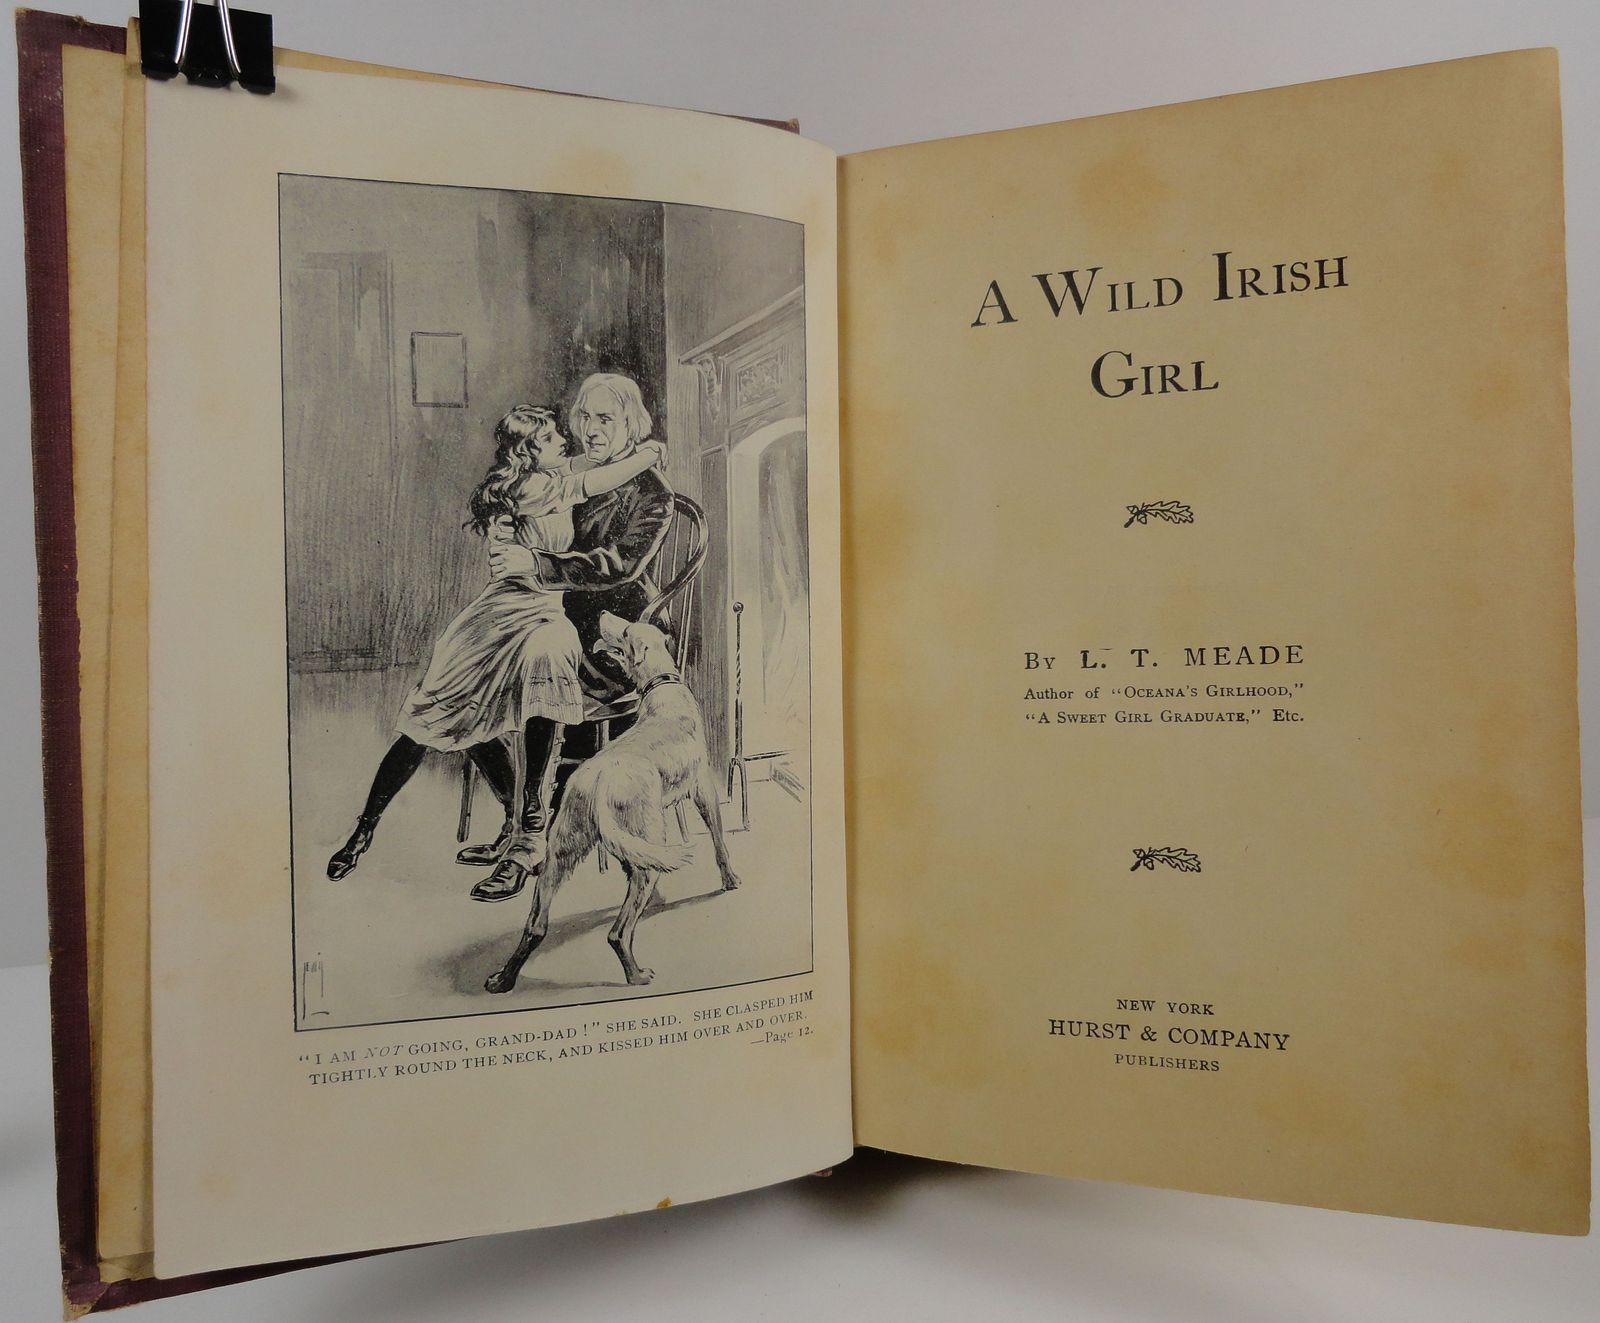 "I AM NOT GOING, GRAND-DAD!" SHE SAID. SHE CLASPED HIM
TIGHTLY ROUND THE NECK, AND KISSED HIM OVER AND OVER.
—Page 12.
A WILD IRISH
GIRL
BY L. T. MEADE
Author of "OCEANA'S GIRLHOOD,"
"A SWEET GIRL GRADUATE," Etc.
NEW YORK
HURST & COMPANY
PUBLISHERS